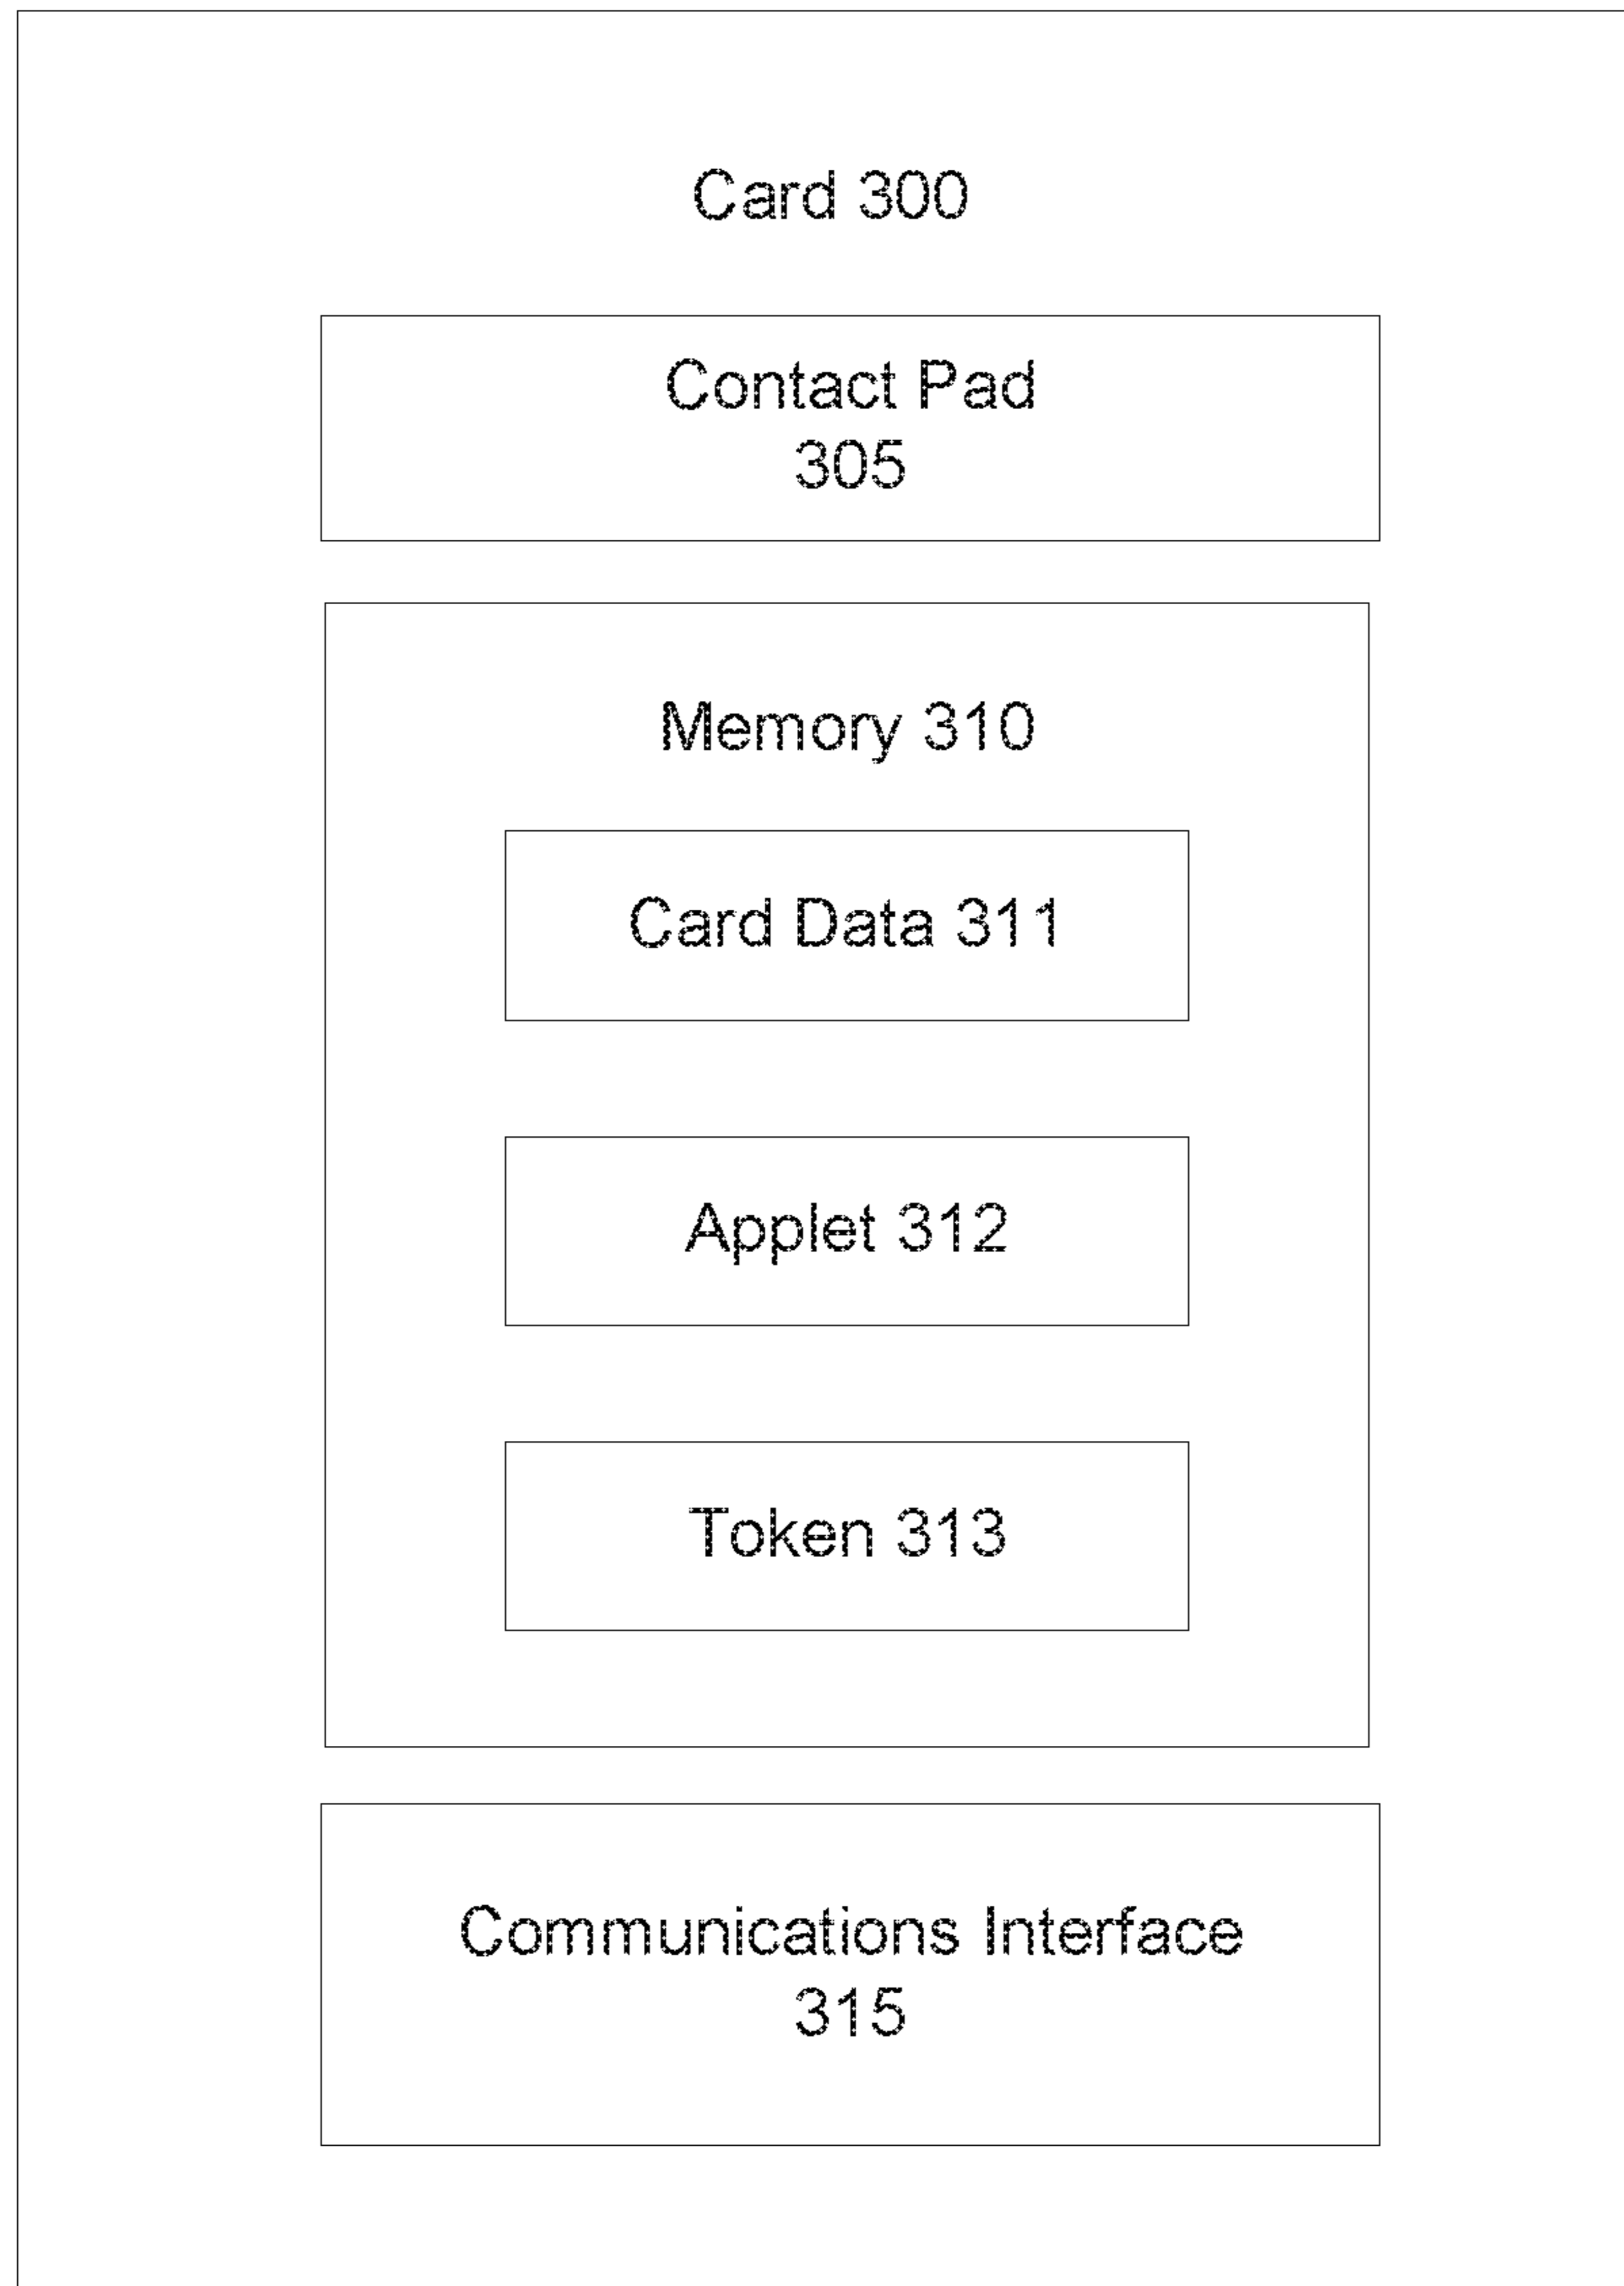 Card 300
Contact Pad
305
Memory 310
Card Data 311
Applet 312
Token 313
Communications Interface
315